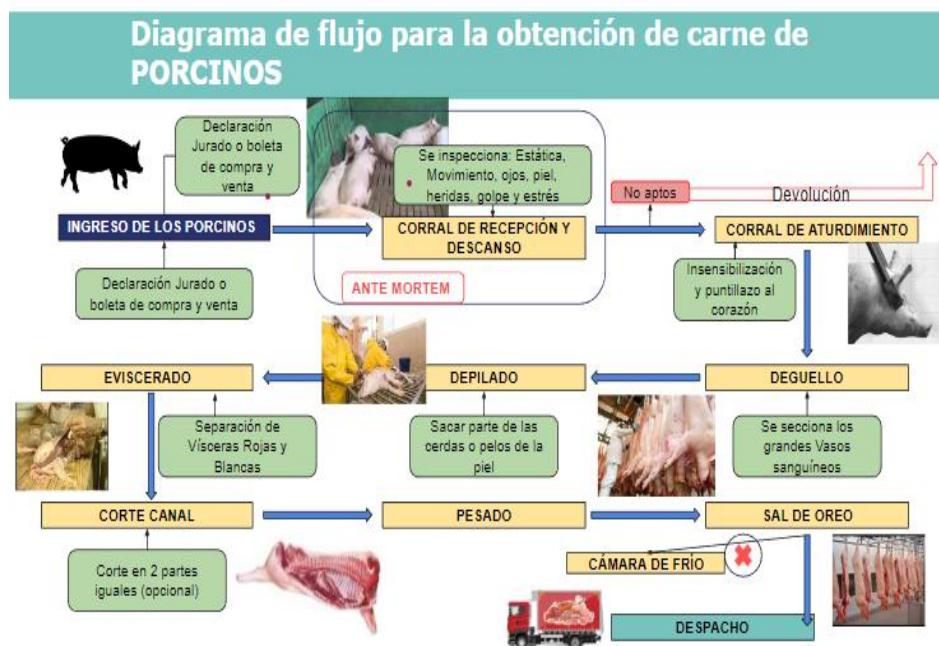 Diagrama de flujo para la obtención de carne de
PORCINOS
Declaración
Jurado o boleta
de compra y
venta
Se inspecciona: Estática,
Movimiento, ojos, piel,
heridas, golpe y estrés
No aptos
Devolución
INGRESO DE LOS PORCINOS
CORRAL DE RECEPCIÓN Y
DESCANSO
CORRAL DE ATURDIMIENTO
Declaración Jurado o
boleta de compra y venta
ANTE MORTEM
Insensibilización
y puntillazo al
corazón
EVISCERADO
DEPILADO
DEGUELLO
Separación de
Vísceras Rojas y
Blancas
Sacar parte de las
cerdas o pelos de la
piel
Se secciona los
grandes Vasos
sanguíneos
CORTE CANAL
PESADO
SAL DE OREO
Corte en 2 partes
iguales (opcional)
CÁMARA DE FRÍO
DESPACHO